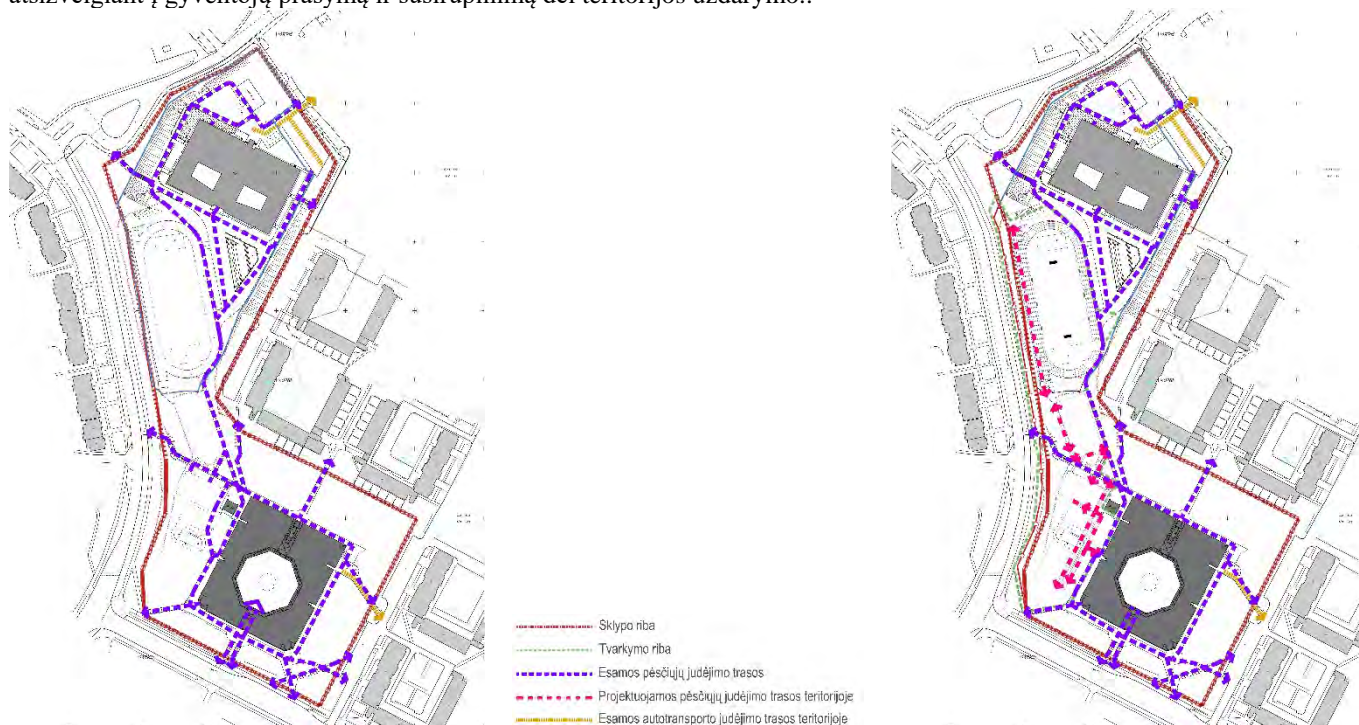 atsižvelgiant į gyventojų prašymą ir susirūpinimą dėl teritorijos uždarymo..
Sklypo riba
Tvarkymo riba
Esamos pėsčiųjų judėjimo trasos
Projektuojamos pėsčiųjų judėjimo trasos teritorijoje
Esamos autotransporto judėjimo trasos teritorijoje